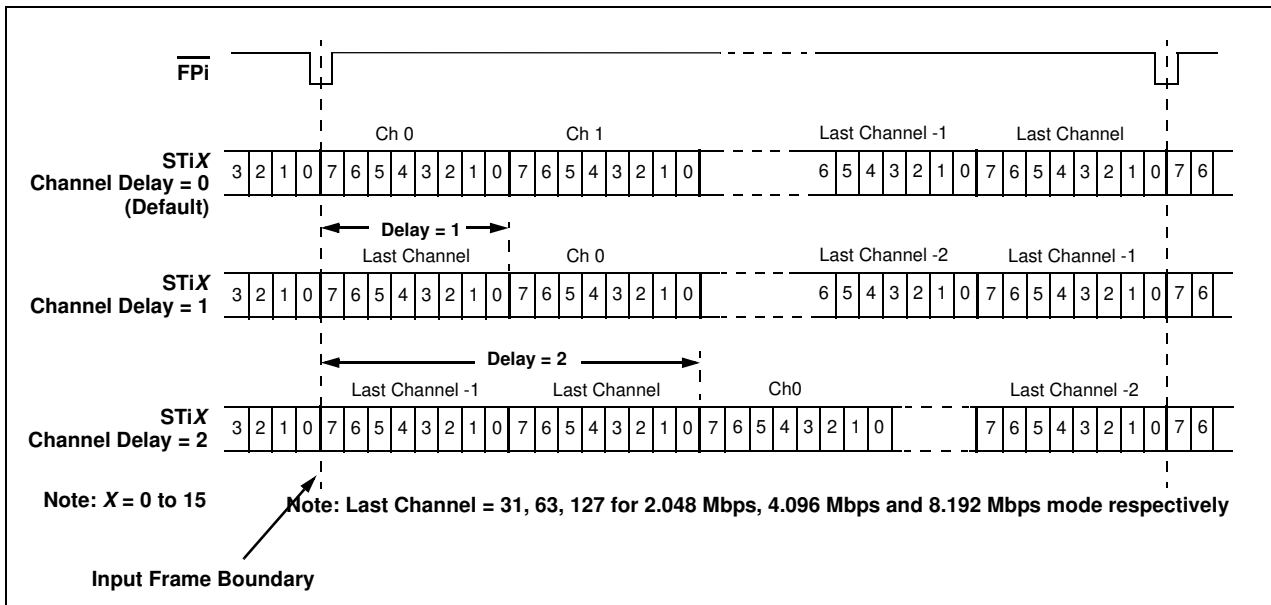 FPi
Ch 0 Ch 1 Last Channel -1 Last Channel
STiX
Channel Delay = 0
(Default)
3 2 1 0 7 6 5 4 3 2 1 0 7 6 5 4 3 2 1 0 6 5 4 3 2 1 0 7 6 5 4 3 2 1 0 7 6
Delay = 1
Last Channel Ch 0 Last Channel -2 Last Channel -1
STiX
Channel Delay = 1
3 2 1 0 7 6 5 4 3 2 1 0 7 6 5 4 3 2 1 0 6 5 4 3 2 1 0 7 6 5 4 3 2 1 0 7 6
Delay = 2
Last Channel -1 Last Channel Ch0 Last Channel -2
STiX
Channel Delay = 2
3 2 1 0 7 6 5 4 3 2 1 0 7 6 5 4 3 2 1 0 7 6 5 4 3 2 1 0 7 6 5 4 3 2 1 0 7 6
Note: X = 0 to 15
Note: Last Channel = 31, 63, 127 for 2.048 Mbps, 4.096 Mbps and 8.192 Mbps mode respectively
Input Frame Boundary